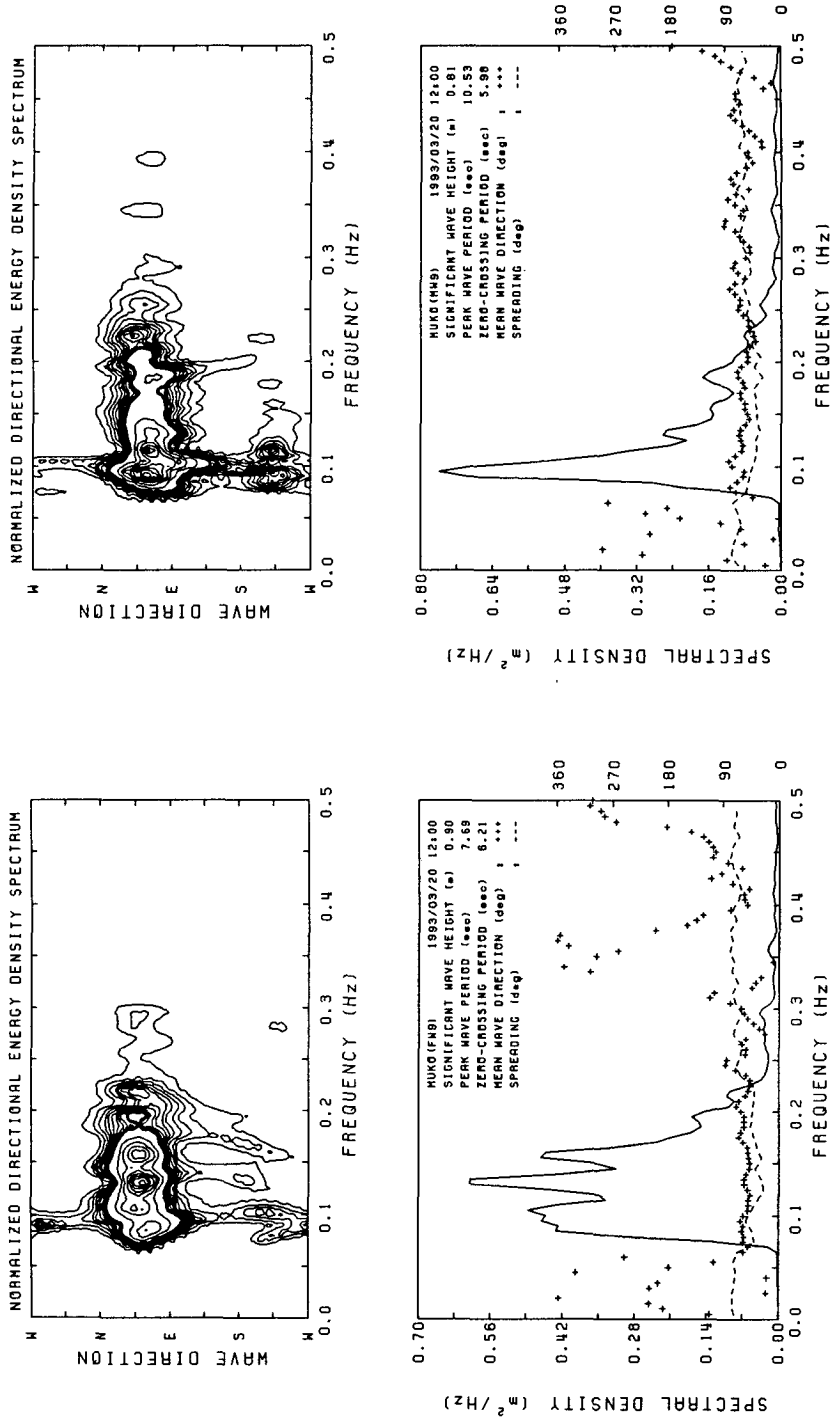 NORMALIZED DIRECTIONAL ENERGY DENSITY SPECTRUM
WAVE DIRECTION
W
N
E
S
W
0.0 0.1 0.2 0.3 0.4 0.5
FREQUENCY (Hz)
NORMALIZED DIRECTIONAL ENERGY DENSITY SPECTRUM
WAVE DIRECTION
W
N
E
S
W
0.0 0.1 0.2 0.3 0.4 0.5
FREQUENCY (Hz)
MUKO(FW9) 1993/03/20 12:00
SIGNIFICANT WAVE HEIGHT (m) 0.90
PEAK WAVE PERIOD (sec) 7.69
ZERO-CROSSING PERIOD (sec) 6.21
MEAN WAVE DIRECTION (deg) : +++
SPREADING (deg) : ---
SPECTRAL DENSITY (m²/Hz)
0.70
0.56
0.42
0.28
0.14
0.00
360
270
180
90
0
0.0 0.1 0.2 0.3 0.4 0.5
FREQUENCY (Hz)
MUKO(MW9) 1993/03/20 12:00
SIGNIFICANT WAVE HEIGHT (m) 0.81
PEAK WAVE PERIOD (sec) 10.53
ZERO-CROSSING PERIOD (sec) 5.98
MEAN WAVE DIRECTION (deg) : +++
SPREADING (deg) : ---
SPECTRAL DENSITY (m²/Hz)
0.80
0.64
0.48
0.32
0.16
0.00
360
270
180
90
0
0.0 0.1 0.2 0.3 0.4 0.5
FREQUENCY (Hz)